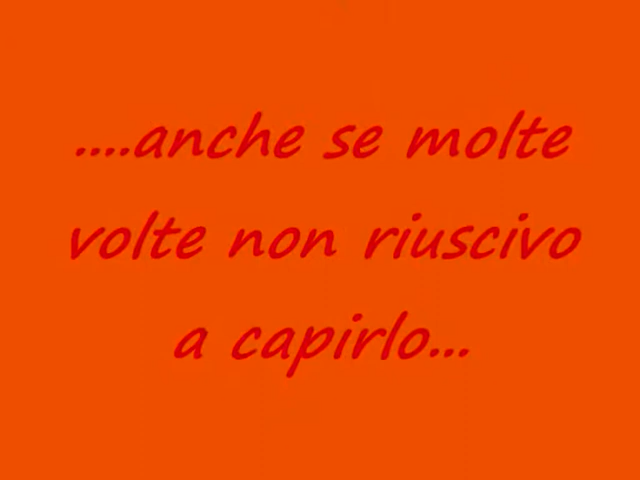 ....anche se molte
volte non riuscivo
a capirlo...